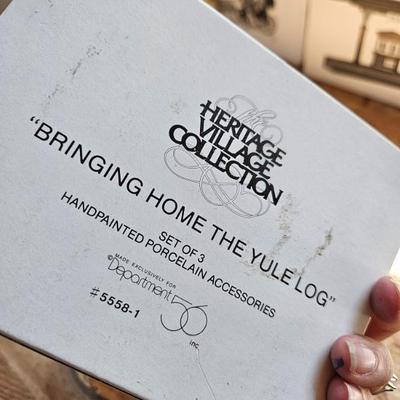 The
HERITAGE
VILLAGE
COLLECTION
"BRINGING HOME THE YULE LOG"
SET OF 3
HANDPAINTED PORCELAIN ACCESSORIES
MADE EXCLUSIVELY FOR
©Department 56 inc.
#5558-1